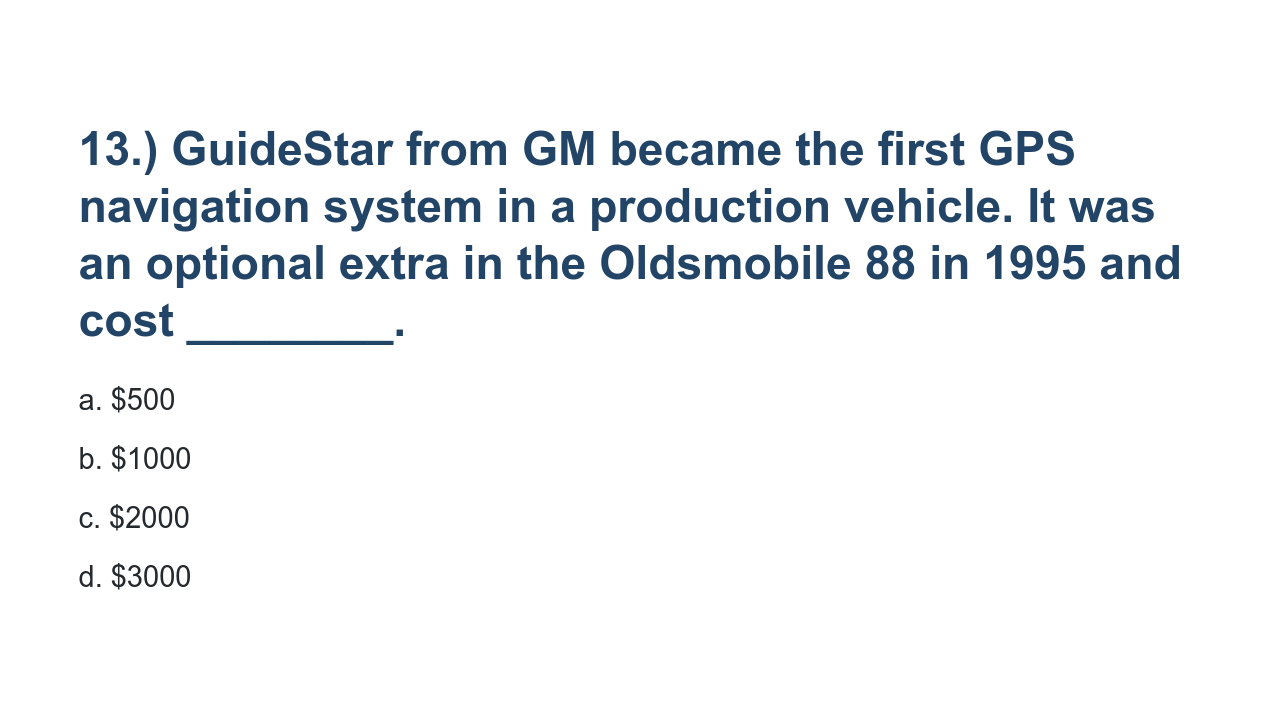 13.) GuideStar from GM became the first GPS
navigation system in a production vehicle. It was
an optional extra in the Oldsmobile 88 in 1995 and
cost ________.
a. $500
b. $1000
c. $2000
d. $3000